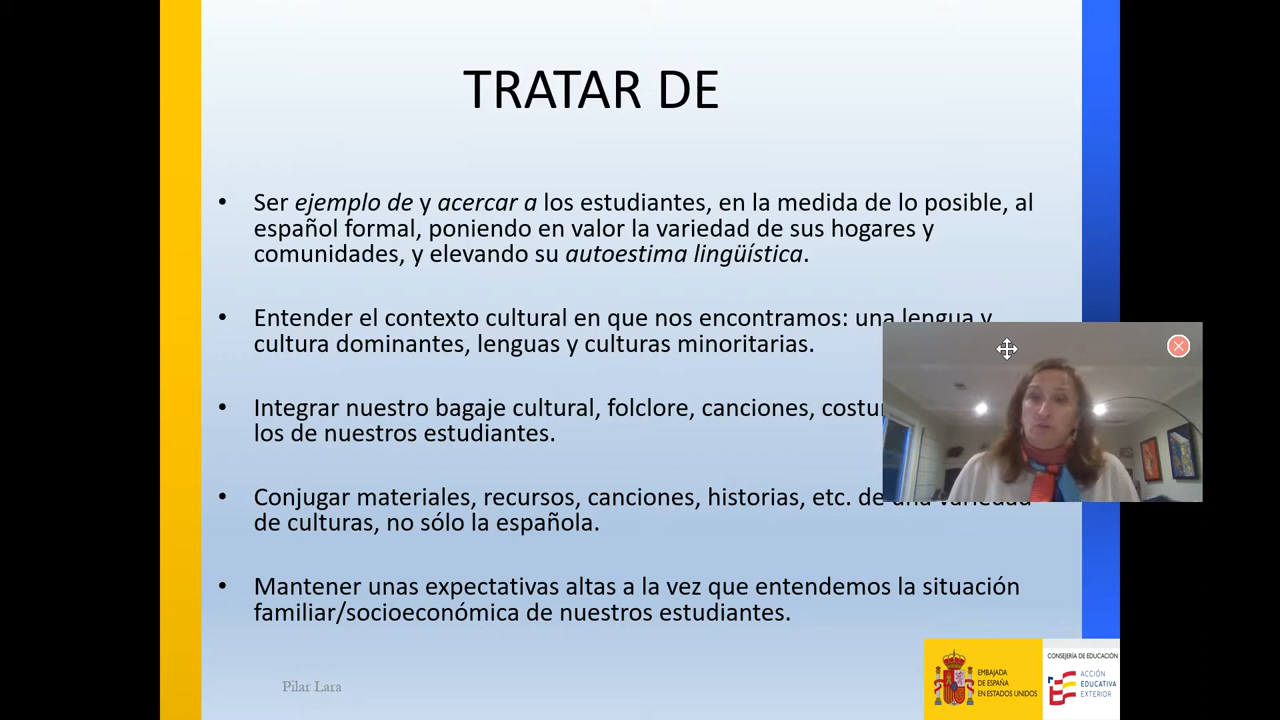 TRATAR DE
• Ser ejemplo de y acercar a los estudiantes, en la medida de lo posible, al
español formal, poniendo en valor la variedad de sus hogares y
comunidades, y elevando su autoestima lingüística.
• Entender el contexto cultural en que nos encontramos: una lengua y
cultura dominantes, lenguas y culturas minoritarias.
• Integrar nuestro bagaje cultural, folclore, canciones,
los de nuestros estudiantes.
• Conjugar materiales, recursos, canciones, historias, etc. de una variedad
de culturas, no sólo la española.
• Mantener unas expectativas altas a la vez que entendemos la situación
familiar/socioeconómica de nuestros estudiantes.
Pilar Lara
EMBAJADA
DE ESPAÑA
EN ESTADOS UNIDOS
CONSEJERÍA DE EDUCACIÓN
ACCIÓN
EDUCATIVA
EXTERIOR